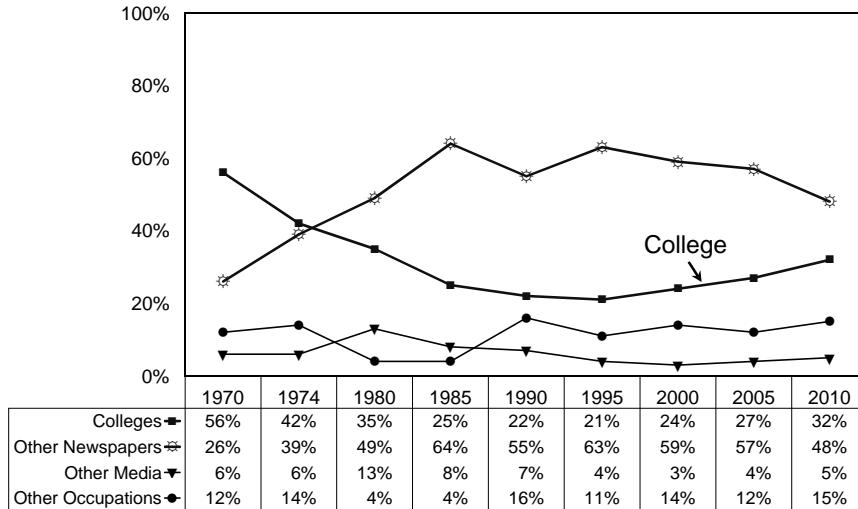 100%
80%
60%
40%
20%
0%
College
1970 1974 1980 1985 1990 1995 2000 2005 2010
Colleges 56% 42% 35% 25% 22% 21% 24% 27% 32%
Other Newspapers 26% 39% 49% 64% 55% 63% 59% 57% 48%
Other Media 6% 6% 13% 8% 7% 4% 3% 4% 5%
Other Occupations 12% 14% 4% 4% 16% 11% 14% 12% 15%